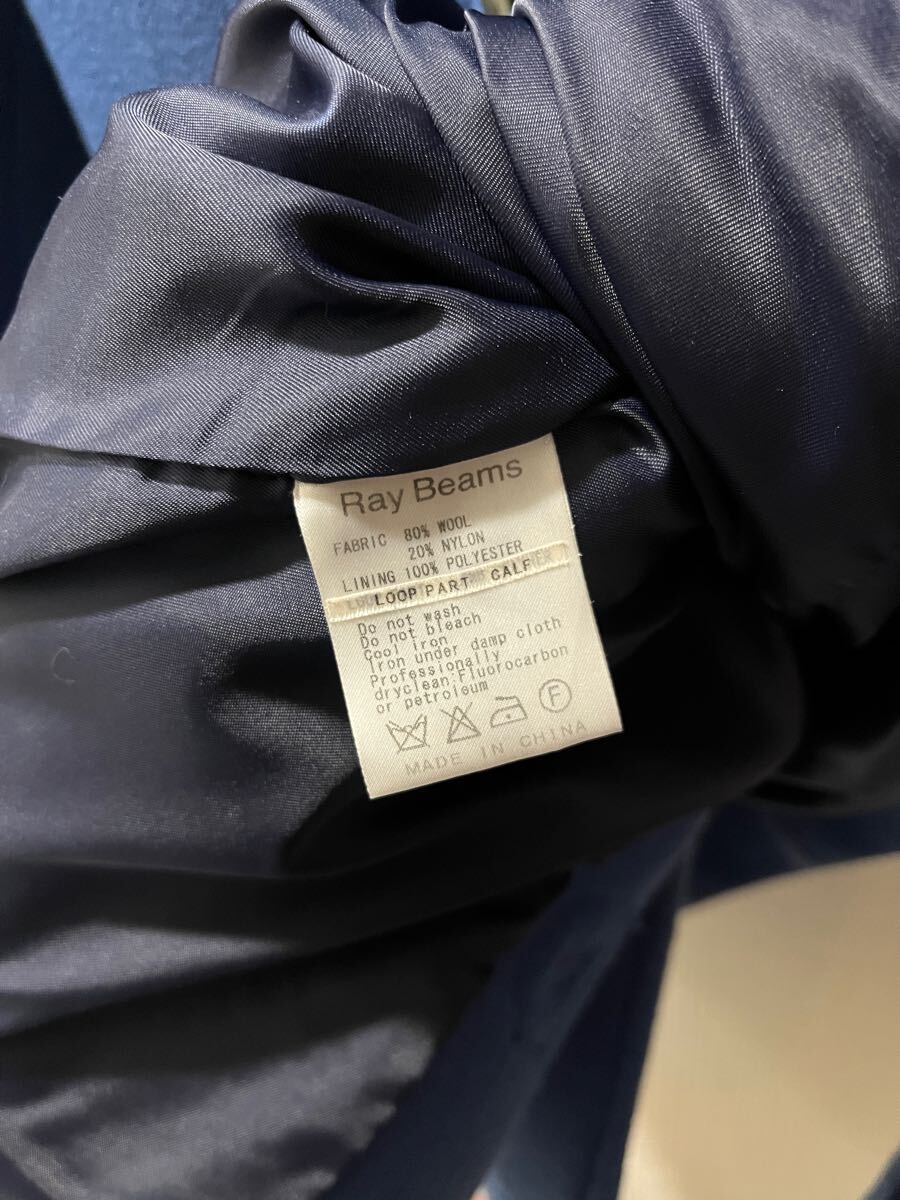 Ray Beams
FABRIC 80% WOOL
20% NYLON
LINING 100% POLYESTER
LOOP PART CALF
Do not wash
Do not bleach
Cool iron
Iron under damp cloth
Professionally
dryclean:Fluorocarbon
or petroleum
F
MADE IN CHINA